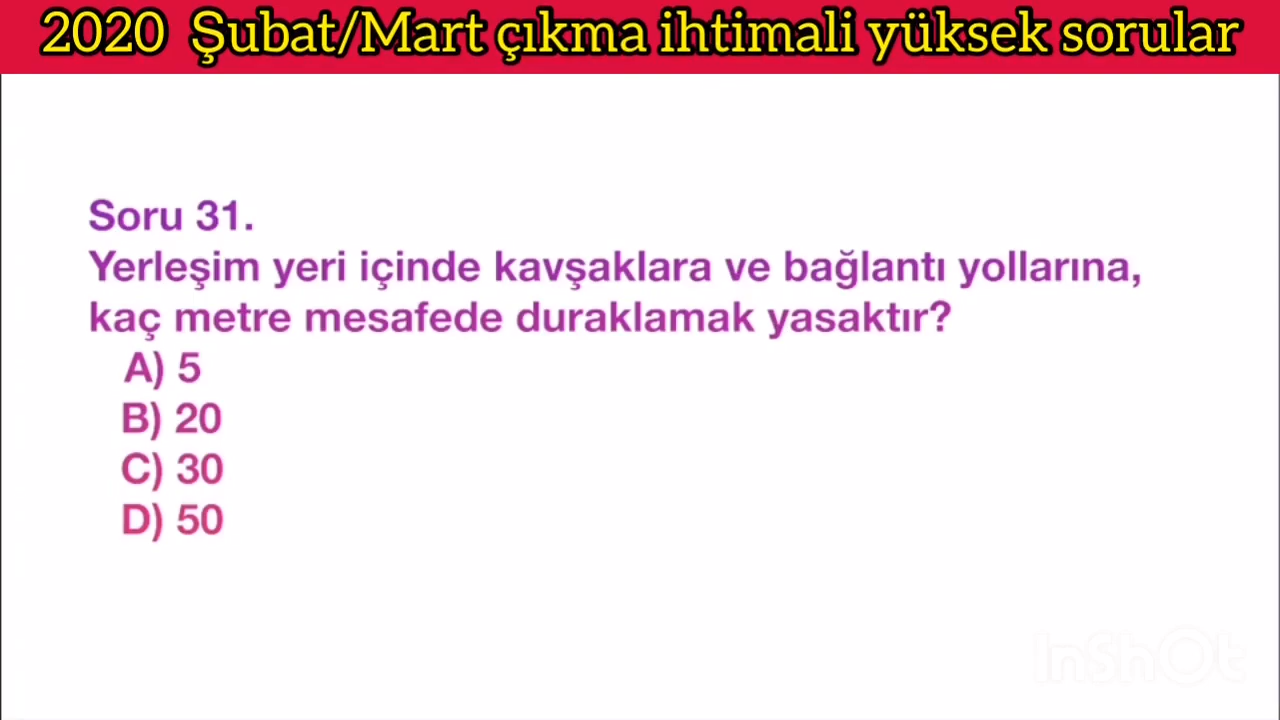 2020 Şubat/Mart çıkma ihtimali yüksek sorular
Soru 31.
Yerleşim yeri içinde kavşaklara ve bağlantı yollarına,
kaç metre mesafede duraklamak yasaktır?
A) 5
B) 20
C) 30
D) 50
InShOt